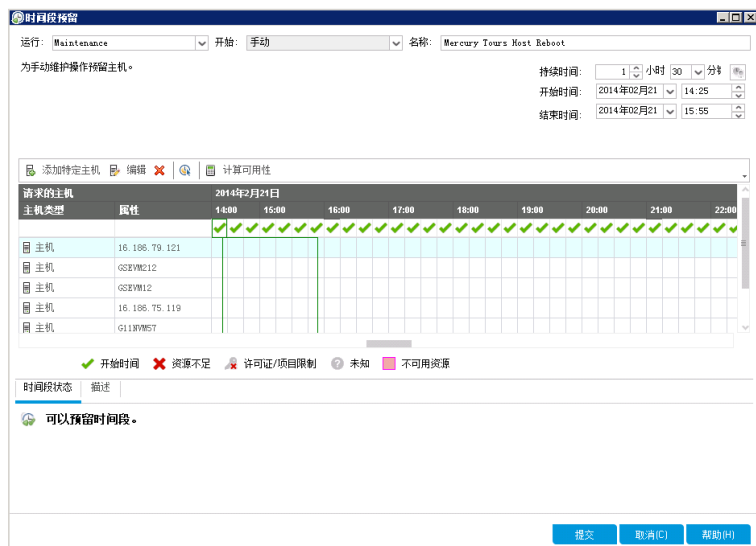 时间段预留
运行: Maintenance 开始: 手动 名称: Mercury Tours Host Reboot
为手动维护操作预留主机。
持续时间: 1 小时 30 分钟
开始时间: 2014年02月21 14:25
结束时间: 2014年02月21 15:55
添加特定主机 编辑 计算可用性
请求的主机 2014年2月21日
主机类型 属性 14:00 15:00 16:00 17:00 18:00 19:00 20:00 21:00 22:00
主机 16.186.79.121
主机 GSEVM212
主机 GSEVM12
主机 16.186.75.119
主机 G11NVM57
开始时间 资源不足 许可证/项目限制 未知 不可用资源
时间段状态 描述
可以预留时间段。
提交 取消(C) 帮助(H)